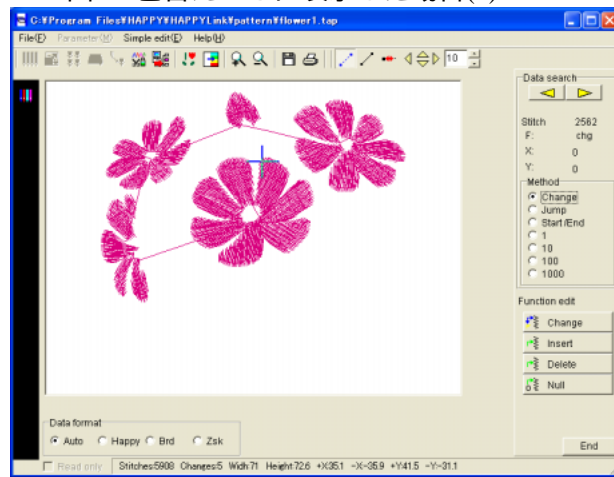 C:¥Program Files¥HAPPY¥HAPPYLink¥pattern¥flower1.tap
File(F) Parameter(M) Simple edit(E) Help(H)
10
Data search
Stitch 2562
F: chg
X: 0
Y: 0
Method
Change
Jump
Start/End
1
10
100
1000
Function edit
Change
Insert
Delete
Null
Data format
Auto Happy Brd Zsk
End
Read only Stitches:5908 Changes:5 Width:71 Height:72.6 +X:35.1 -X:-35.9 +Y:41.5 -Y:-31.1